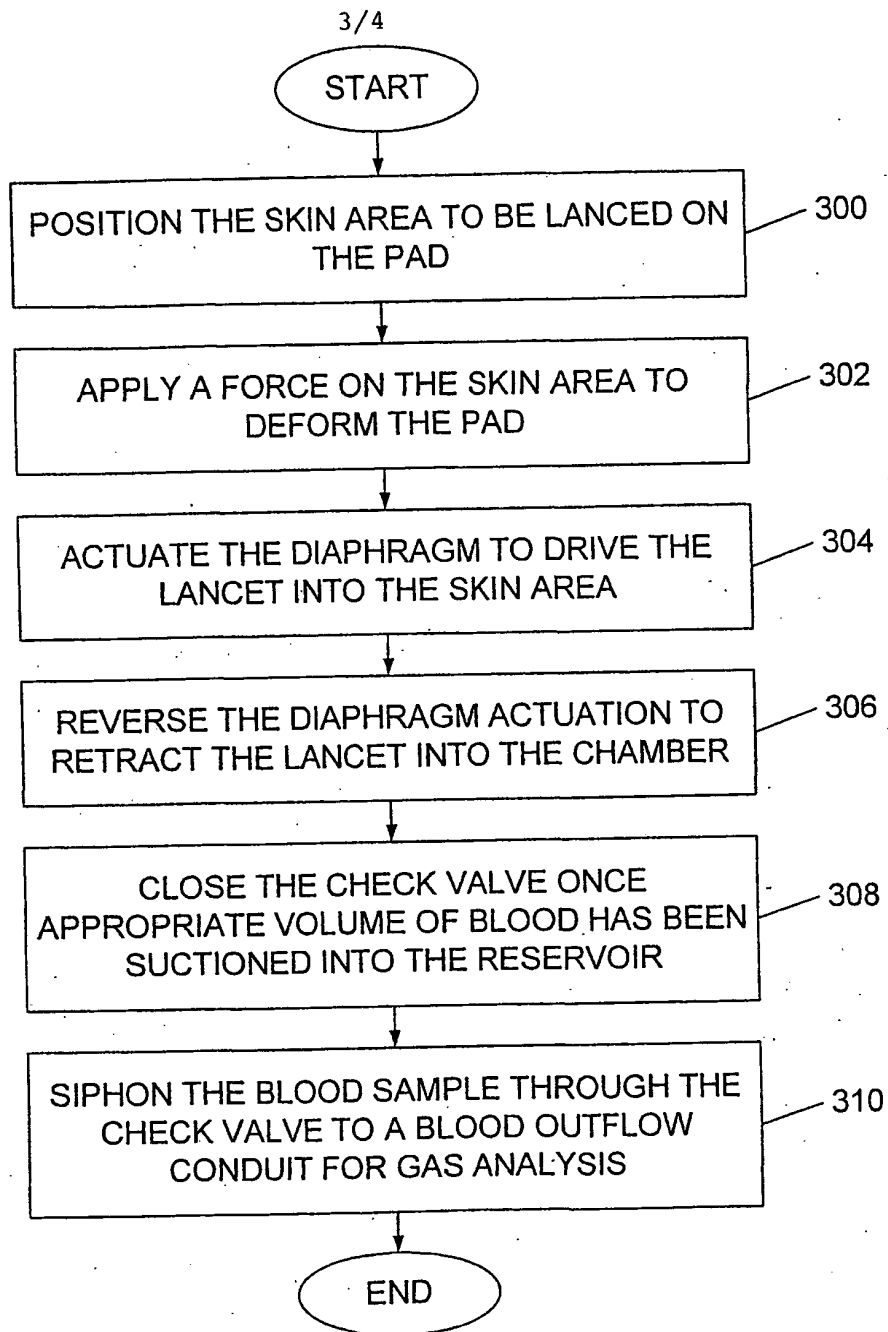 3/4
START
POSITION THE SKIN AREA TO BE LANCED ON
THE PAD
300
APPLY A FORCE ON THE SKIN AREA TO
DEFORM THE PAD
302
ACTUATE THE DIAPHRAGM TO DRIVE THE
LANCET INTO THE SKIN AREA
304
REVERSE THE DIAPHRAGM ACTUATION TO
RETRACT THE LANCET INTO THE CHAMBER
306
CLOSE THE CHECK VALVE ONCE
APPROPRIATE VOLUME OF BLOOD HAS BEEN
SUCTIONED INTO THE RESERVOIR
308
SIPHON THE BLOOD SAMPLE THROUGH THE
CHECK VALVE TO A BLOOD OUTFLOW
CONDUIT FOR GAS ANALYSIS
310
END